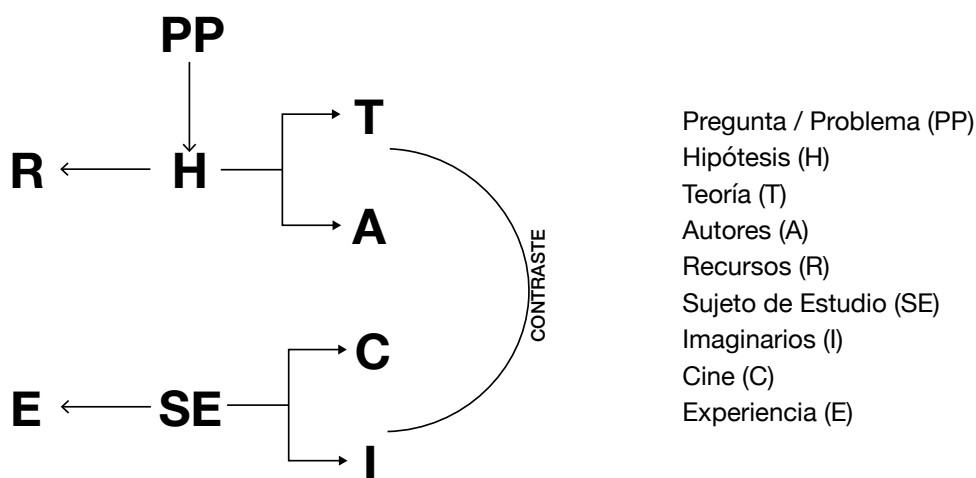 PP
T
R
H
A
CONTRASTE
C
E
SE
I
Pregunta / Problema (PP)
Hipótesis (H)
Teoría (T)
Autores (A)
Recursos (R)
Sujeto de Estudio (SE)
Imaginarios (I)
Cine (C)
Experiencia (E)